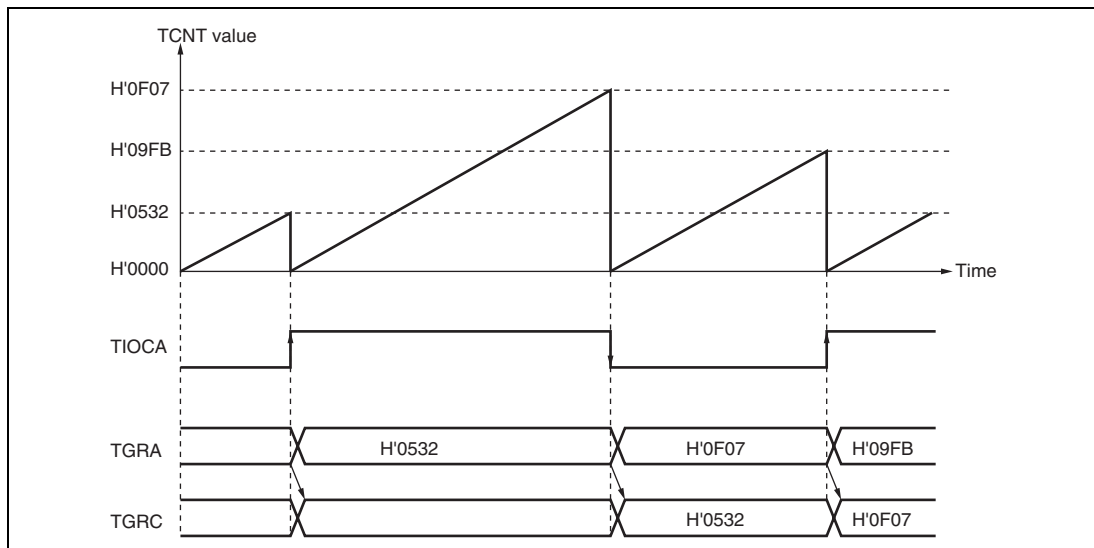 TCNT value
H'0F07
H'09FB
H'0532
H'0000
Time
TIOCA
TGRA H'0532 H'0F07 H'09FB
TGRC H'0532 H'0F07